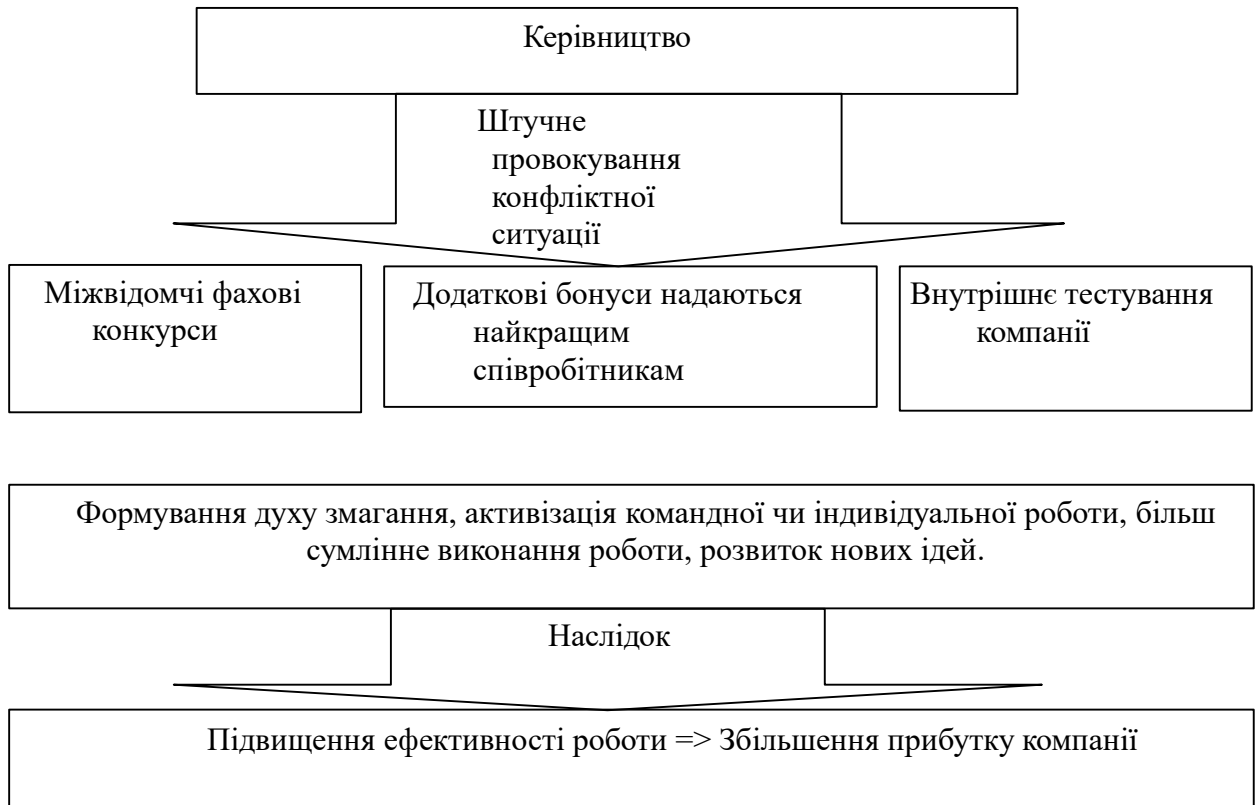 Керівництво
Штучне
провокування
конфліктної
ситуації
Міжвідомчі фахові
конкурси
Додаткові бонуси надаються
найкращим
співробітникам
Внутрішнє тестування
компанії
Формування духу змагання, активізація командної чи індивідуальної роботи, більш
сумлінне виконання роботи, розвиток нових ідей.
Наслідок
Підвищення ефективності роботи => Збільшення прибутку компанії